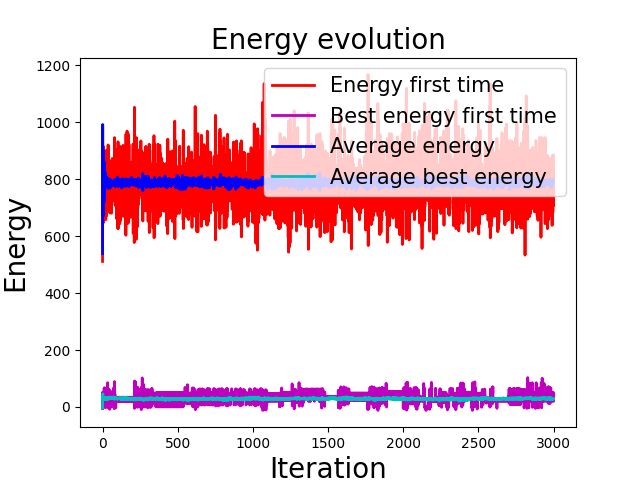 Energy evolution
Energy first time
Best energy first time
Average energy
Average best energy
Energy
1200
1000
800
600
400
200
0
0 500 1000 1500 2000 2500 3000
Iteration